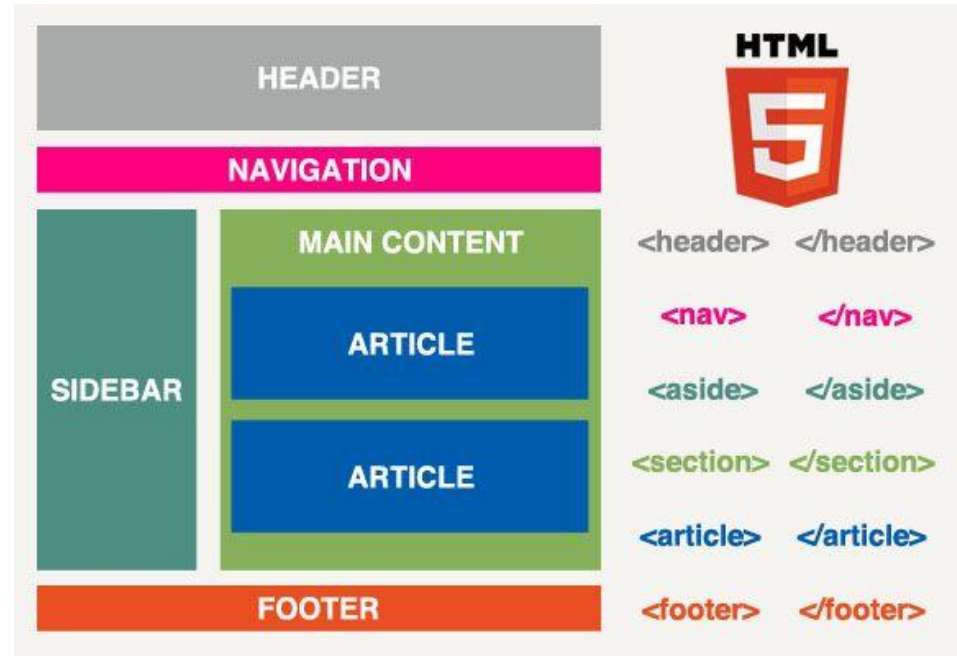 HEADER
NAVIGATION
SIDEBAR
MAIN CONTENT
ARTICLE
ARTICLE
FOOTER
HTML
5
<header> </header>
<nav> </nav>
<aside> </aside>
<section> </section>
<article> </article>
<footer> </footer>